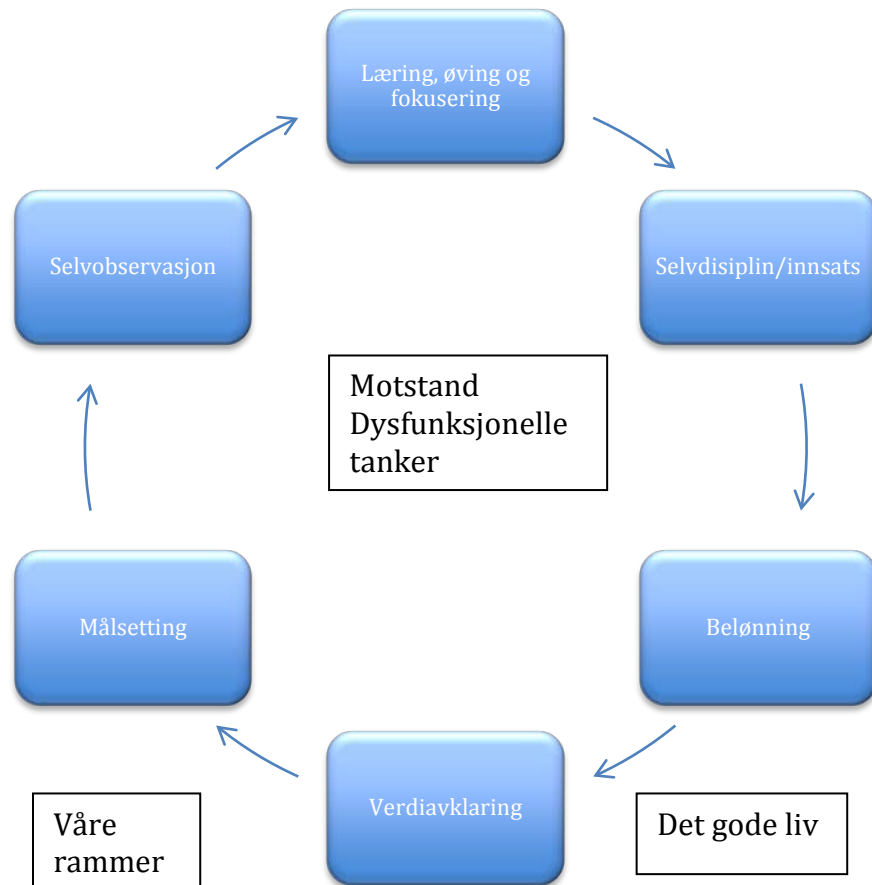 Læring, øving og
fokusering
Selvobservasjon
Selvdisiplin/innsats
Motstand
Dysfunksjonelle
tanker
Målsetting
Belønning
Verdiavklaring
Våre
rammer
Det gode liv